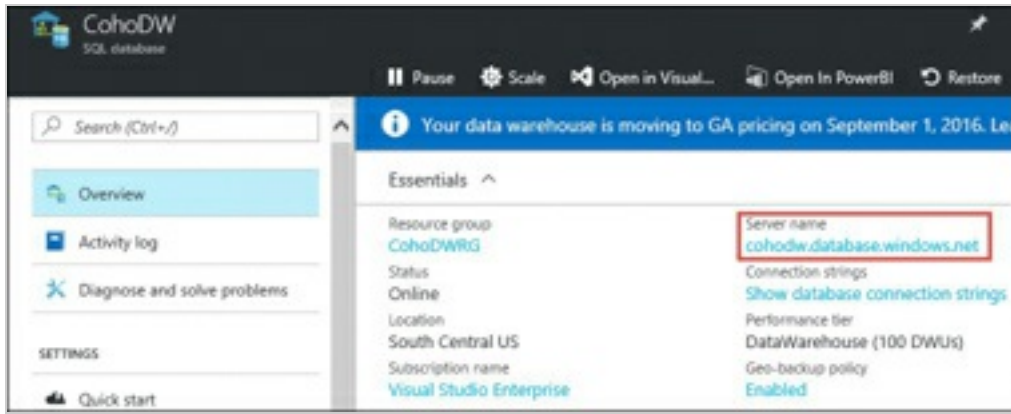 CohoDW
SQL database
Pause Scale Open in Visual... Open In PowerBI Restore
Search (Ctrl+/)
Your data warehouse is moving to GA pricing on September 1, 2016. Le
Overview
Activity log
Diagnose and solve problems
SETTINGS
Quick start
Essentials
Resource group
CohoDWRG
Status
Online
Location
South Central US
Subscription name
Visual Studio Enterprise
Server name
cohodw.database.windows.net
Connection strings
Show database connection strings
Performance tier
DataWarehouse (100 DWUs)
Geo-backup policy
Enabled